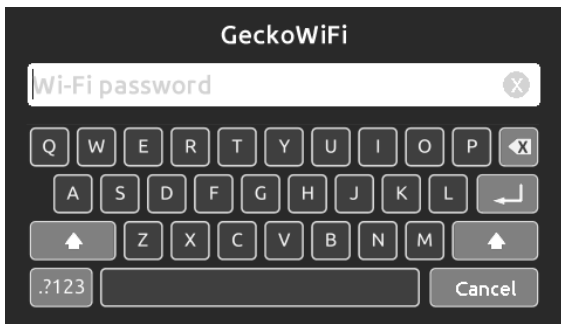 GeckoWiFi
Wi-Fi password
Q W E R T Y U I O P
A S D F G H J K L
Z X C V B N M
.?123 Cancel